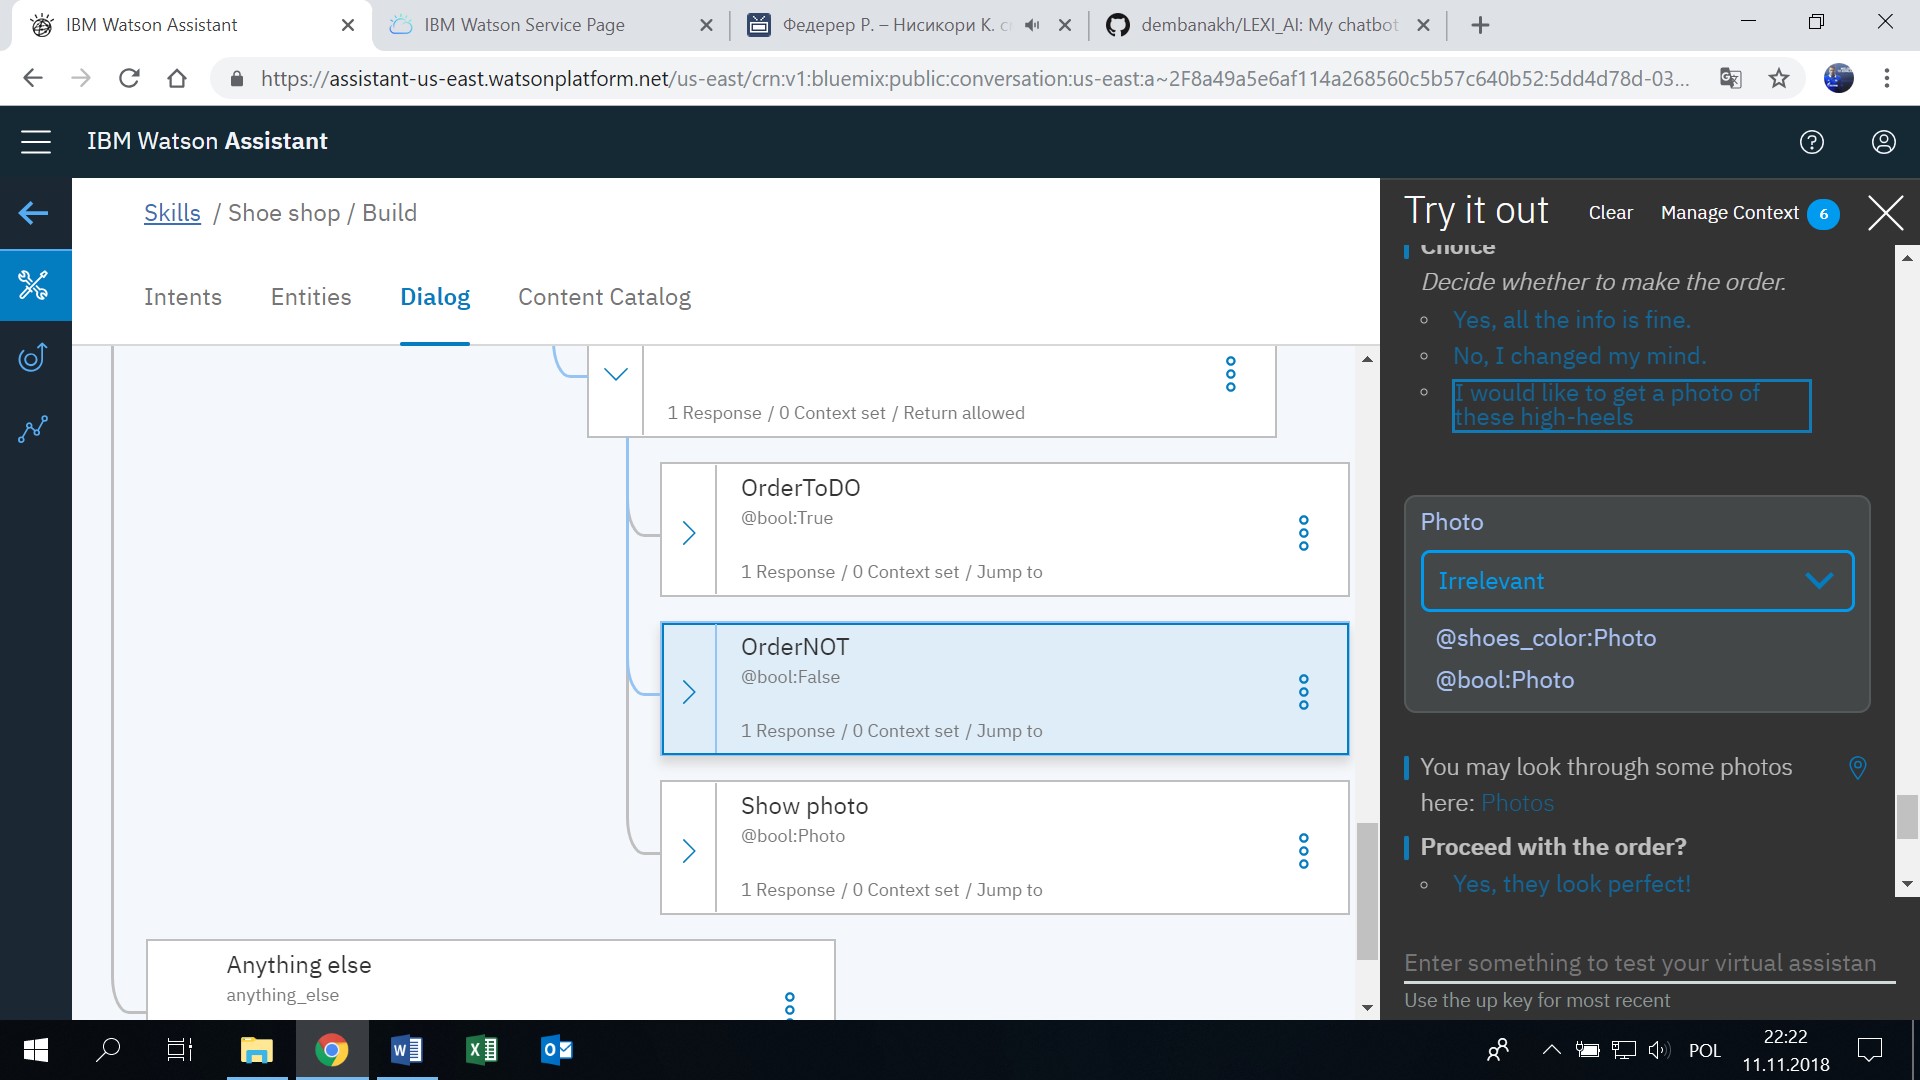 IBM Watson Assistant
IBM Watson Service Page
Федерер Р. – Нисикори К.
dembanakh/LEXI_AI: My chatbot
https://assistant-us-east.watsonplatform.net/us-east/crn:v1:bluemix:public:conversation:us-east:a~2F8a49a5e6af114a268560c5b57c640b52:5dd4d78d-03...
IBM Watson Assistant
Skills / Shoe shop / Build
Intents
Entities
Dialog
Content Catalog
1 Response / 0 Context set / Return allowed
OrderToDO
@bool:True
1 Response / 0 Context set / Jump to
OrderNOT
@bool:False
1 Response / 0 Context set / Jump to
Show photo
@bool:Photo
1 Response / 0 Context set / Jump to
Anything else
anything_else
Try it out
Clear
Manage Context 6
Choice
Decide whether to make the order.
Yes, all the info is fine.
No, I changed my mind.
I would like to get a photo of
these high-heels
Photo
Irrelevant
@shoes_color:Photo
@bool:Photo
You may look through some photos
here: Photos
Proceed with the order?
Yes, they look perfect!
Enter something to test your virtual assistan
Use the up key for most recent
POL
22:22
11.11.2018